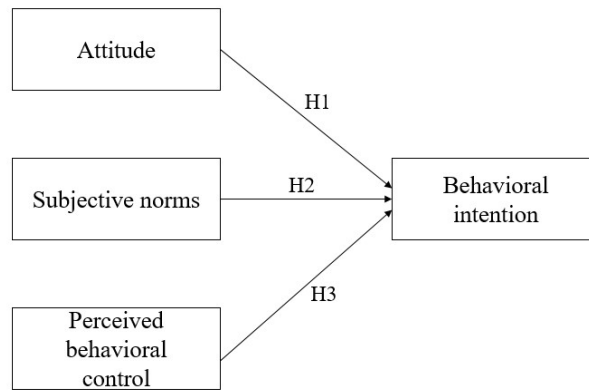 Attitude
H1
Subjective norms
H2
Behavioral
intention
H3
Perceived
behavioral
control